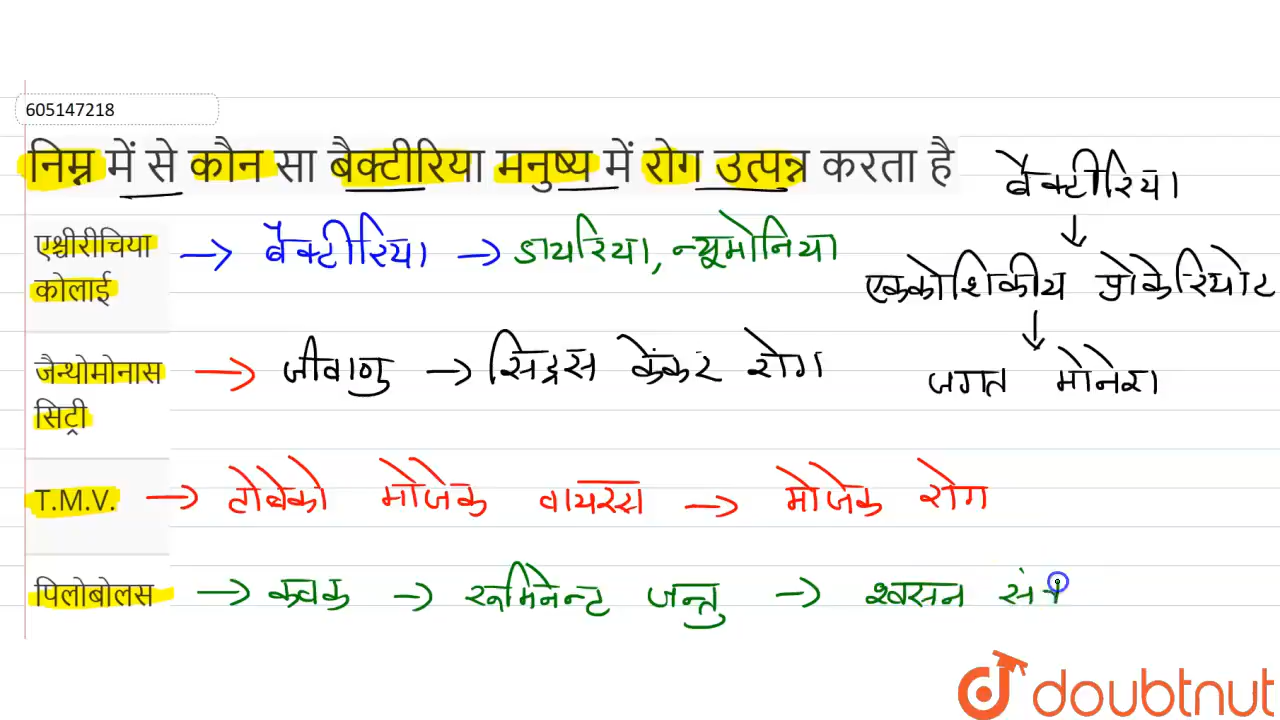 605147218
निम्न में से कौन सा बैक्टीरिया मनुष्य में रोग उत्पन्न करता है
बैक्टीरिया
↓
एककोशिकीय प्रोकेरियोट
↓
जगत मोनेरा
एश्चीरीचिया
कोलाई
→ बैक्टीरिया → डायरिया, न्यूमोनिया
जैन्थोमोनास
सिट्री
→ जीवाणु → सिट्रस केंकर रोग
T.M.V. → टोबेको मोजेक वायरस → मोजेक रोग
पिलोबोलस → कवक → रूमिनेन्ट जन्तु → श्वसन
doubtnut